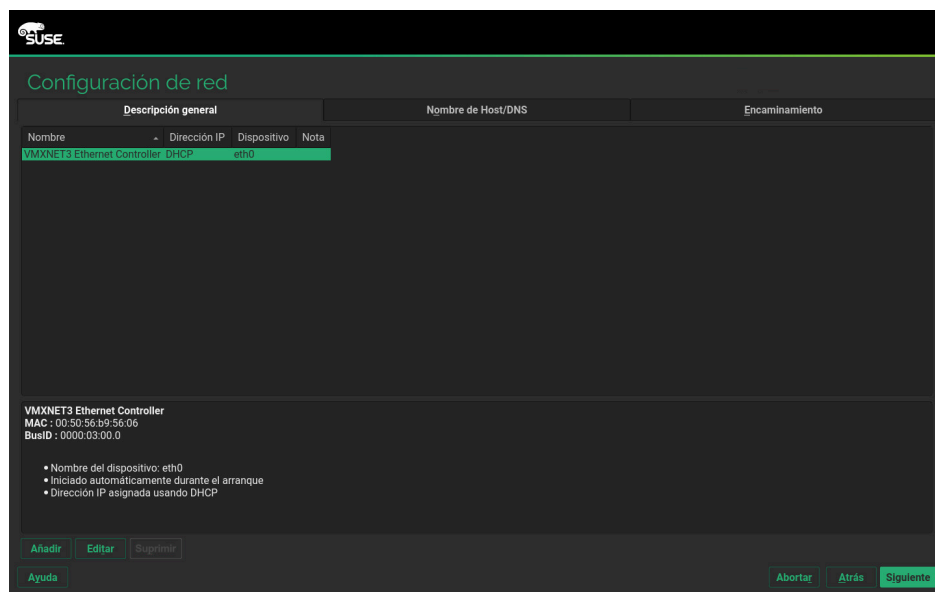 SUSE.
Configuración de red
Descripción general Nombre de Host/DNS Encaminamiento
Nombre Dirección IP Dispositivo Nota
VMXNET3 Ethernet Controller DHCP eth0
VMXNET3 Ethernet Controller
MAC : 00:50:56:b9:56:06
BusID : 0000:03:00.0
• Nombre del dispositivo: eth0
• Iniciado automáticamente durante el arranque
• Dirección IP asignada usando DHCP
Añadir Editar Suprimir
Ayuda Abortar Atrás Siguiente